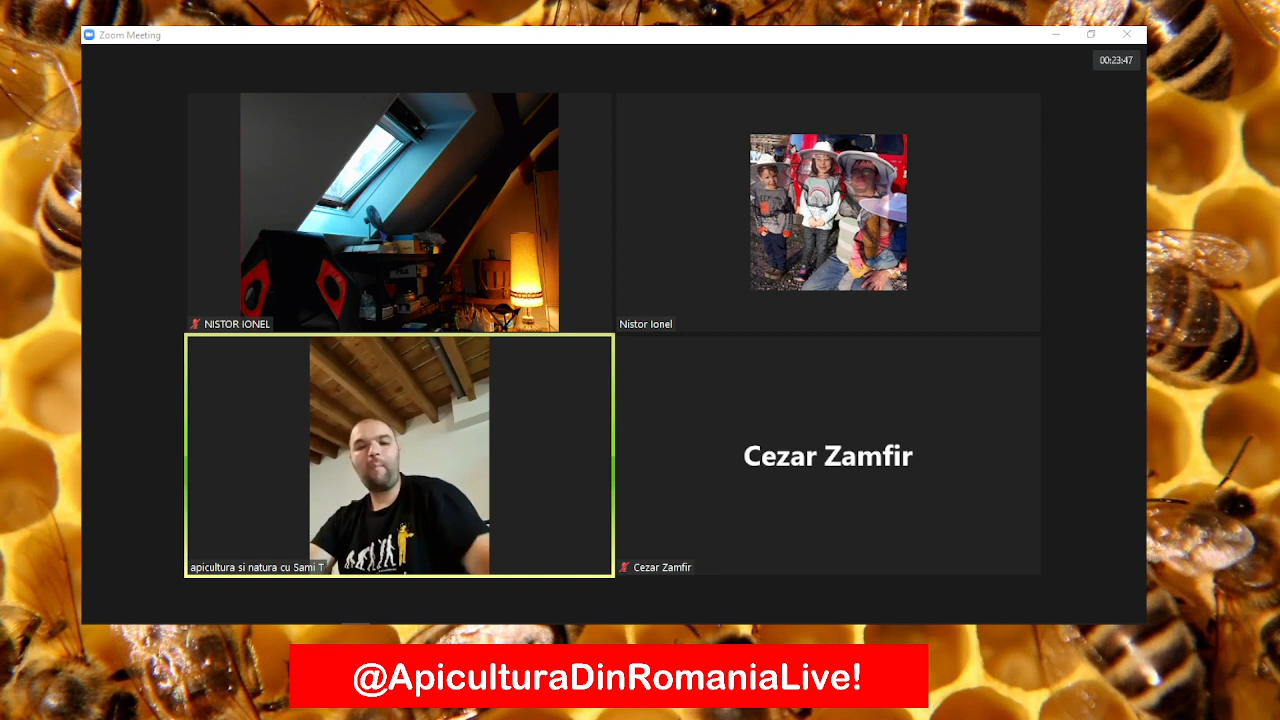 Zoom Meeting
00:23:47
NISTOR IONEL
Nistor Ionel
Cezar Zamfir
apicultura si natura cu Sami T
Cezar Zamfir
@ApiculturaDinRomaniaLive!